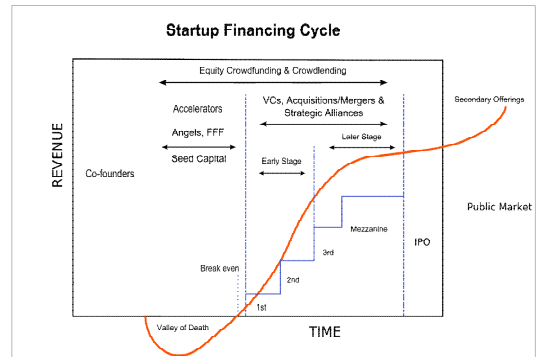 Startup Financing Cycle
Equity Crowdfunding & Crowdlending
Accelerators
Angels, FFF
Seed Capital
VCs, Acquisitions/Mergers &
Strategic Alliances
Early Stage
Later Stage
Secondary Offerings
Co-founders
REVENUE
Public Market
Mezzanine
IPO
3rd
2nd
1st
Break even
Valley of Death
TIME